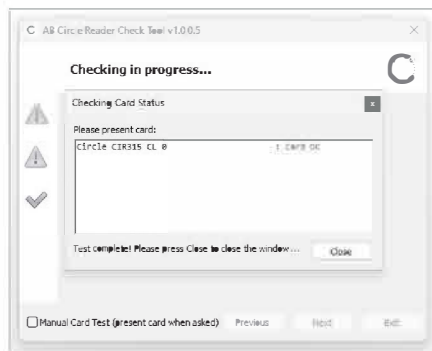 AB Circle Reader Check Tool v1.0.0.5
Checking in progress...
Checking Card Status
Please present card:
Circle CIR315 CL 0 : 1 card OK
Test complete! Please press Close to close the window...
Close
Manual Card Test (present card when asked)
Previous
Next
Exit